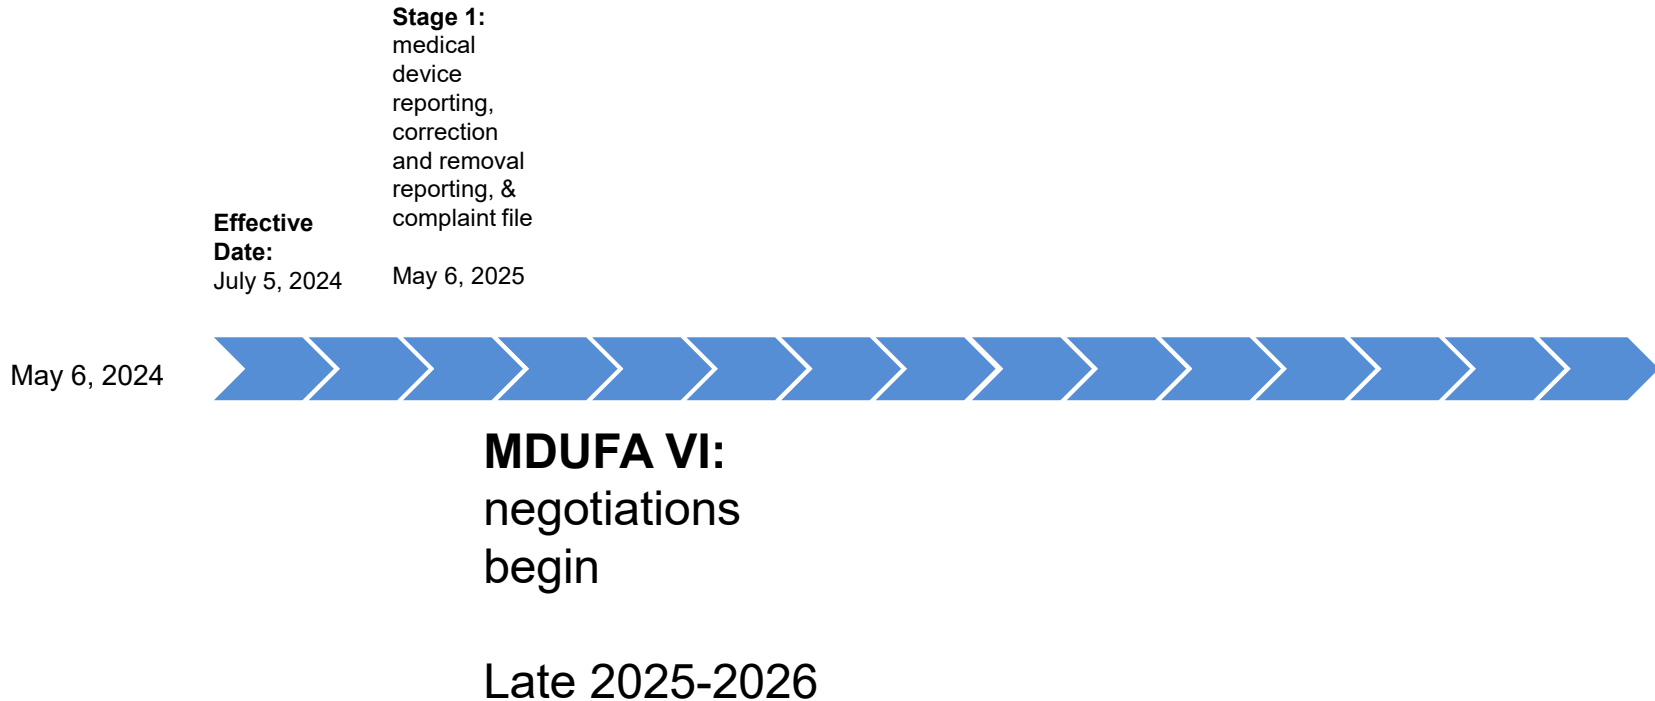 Stage 1:
medical
device
reporting,
correction
and removal
reporting, &
complaint file
May 6, 2025
Effective
Date:
July 5, 2024
May 6, 2024
MDUFA VI:
negotiations
begin
Late 2025-2026